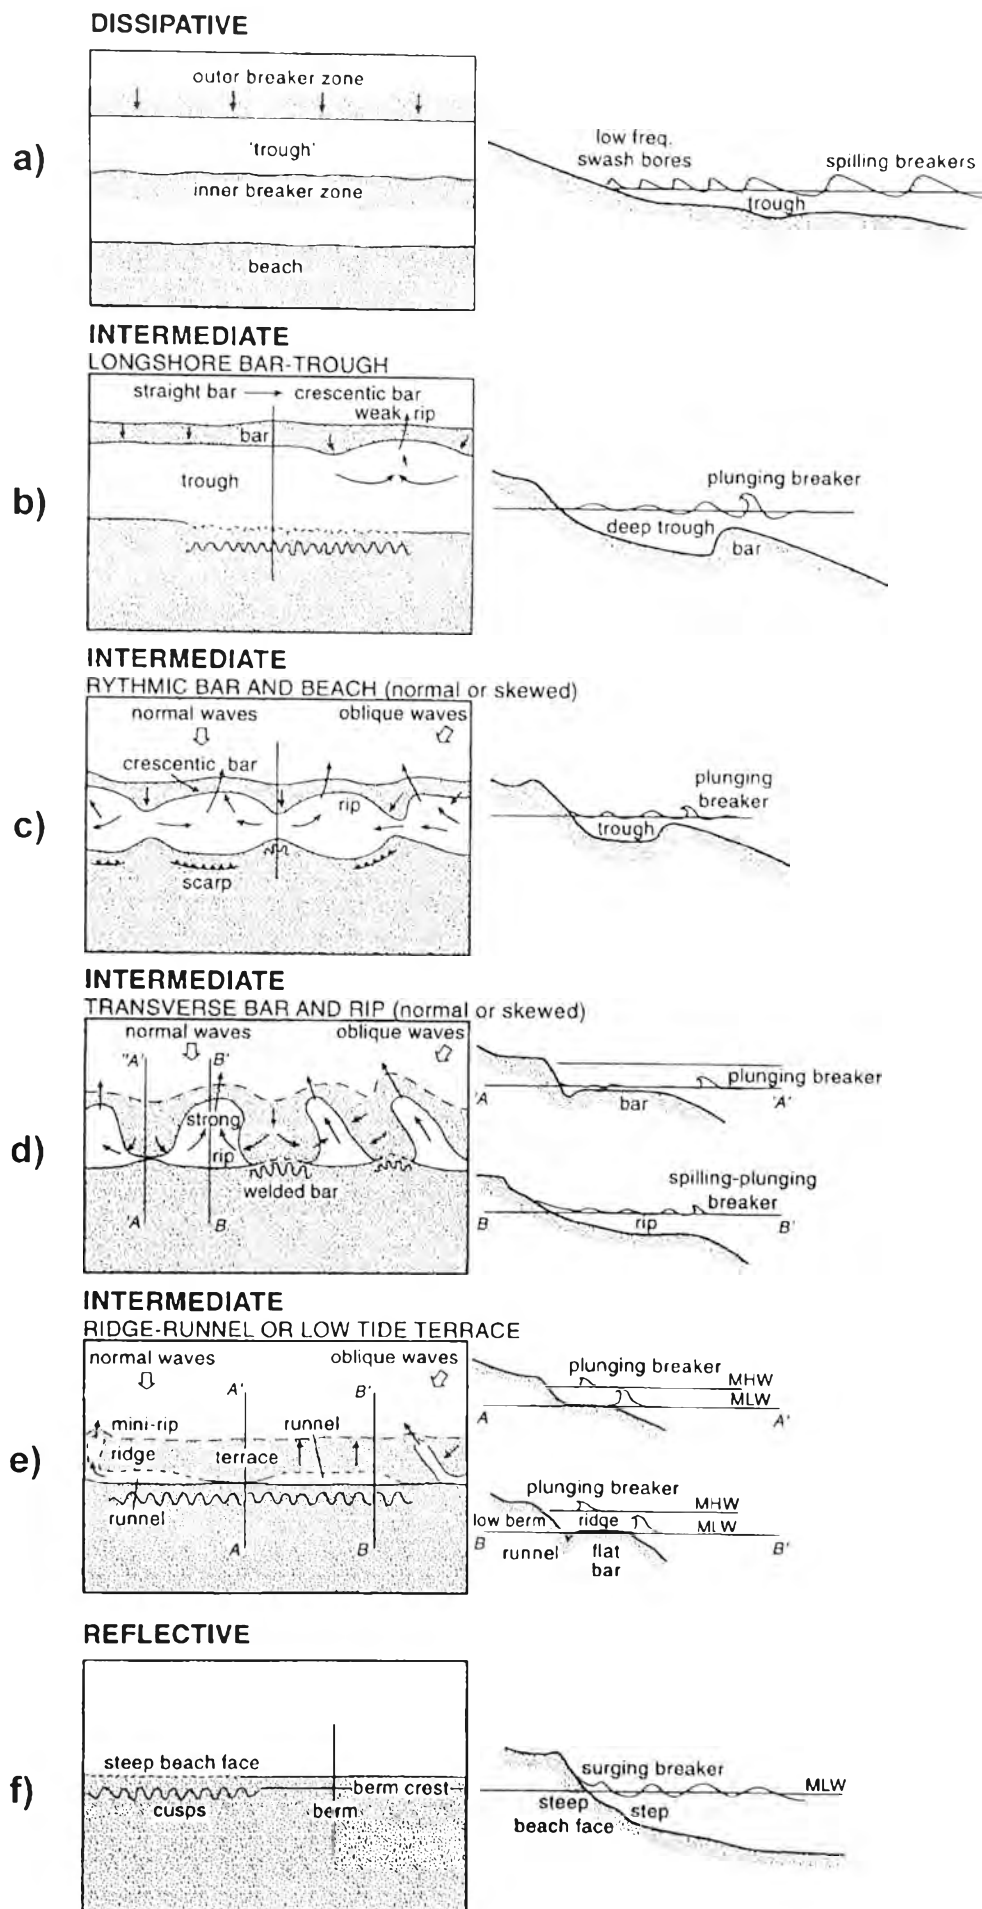 DISSIPATIVE
a)
outer breaker zone
'trough'
inner breaker zone
beach
low freq.
swash bores
spilling breakers
trough
INTERMEDIATE
LONGSHORE BAR-TROUGH
b)
straight bar
crescentic bar
weak rip
bar
trough
plunging breaker
deep trough
bar
INTERMEDIATE
RYTHMIC BAR AND BEACH (normal or skewed)
c)
normal waves
oblique waves
crescentic bar
rip
scarp
plunging
breaker
trough
INTERMEDIATE
TRANSVERSE BAR AND RIP (normal or skewed)
d)
normal waves
oblique waves
"A'
B'
strong
rip
welded bar
'A
B
plunging breaker
'A
bar
'A'
spilling-plunging
breaker
B
rip
B'
INTERMEDIATE
RIDGE-RUNNEL OR LOW TIDE TERRACE
e)
normal waves
oblique waves
A'
B'
mini-rip
runnel
ridge
terrace
runnel
A
B
plunging breaker
MHW
MLW
A
A'
plunging breaker
MHW
low berm
ridge
MLW
B
B'
runnel
flat
bar
REFLECTIVE
f)
steep beach face
berm crest
cusps
berm
surging breaker
MLW
steep
step
beach face